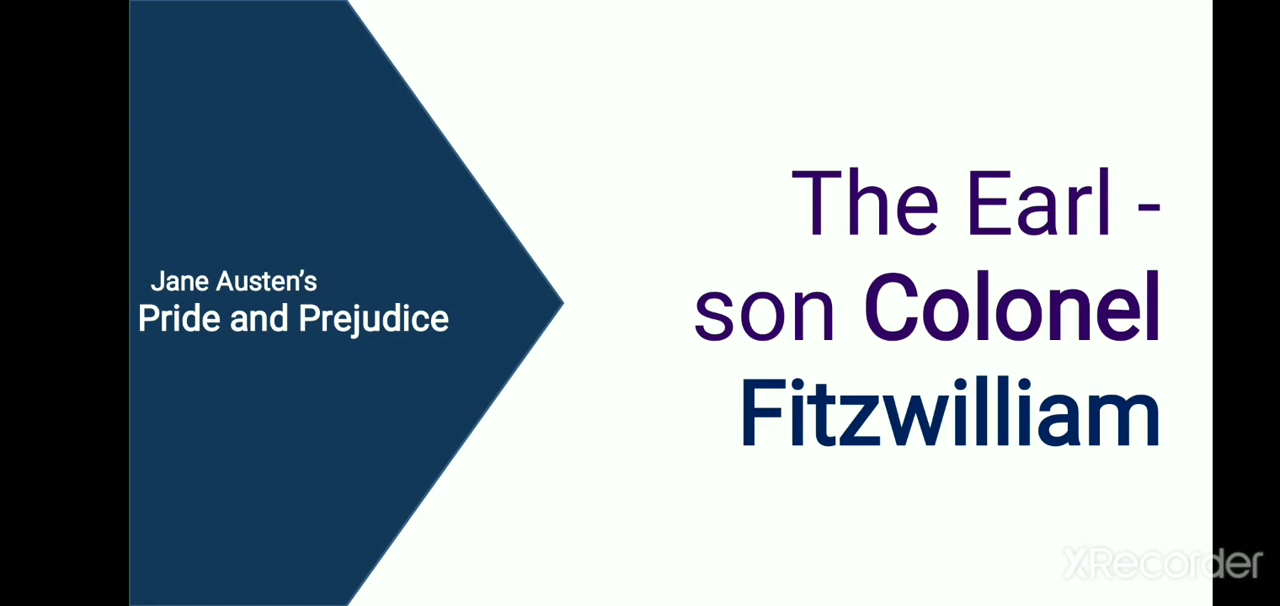 Jane Austen’s
Pride and Prejudice
The Earl -
son Colonel
Fitzwilliam
XRecorder